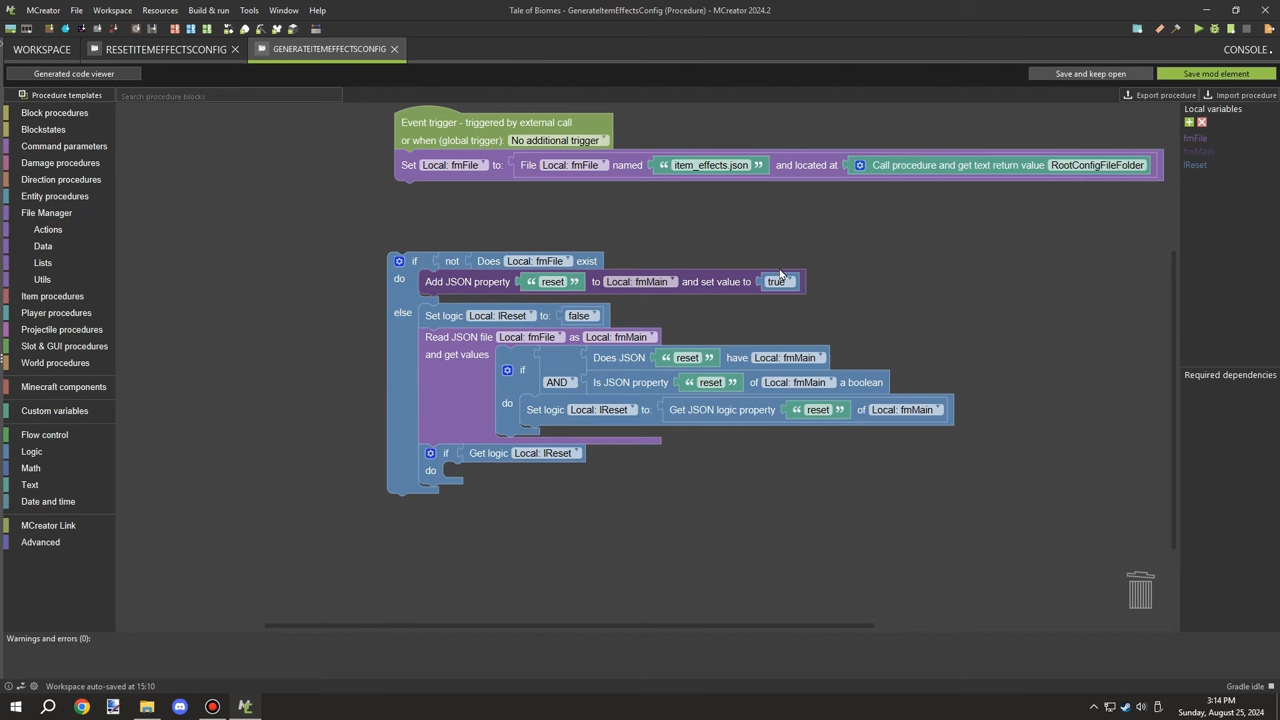 MCreator File Metadata Workspace Resources Build & run Tools Window Help
Tale of Biomes - GenerateItemEffectsConfig (Procedure) - MCreator 2024.2
WORKSPACE RESETITEMEFFECTSCONFIG GENERATEITEMEFFECTSCONFIG CONSOLE
Generated code viewer Save and keep open Save mod element
Procedure templates Search procedure blocks Export procedure Import procedure
Block procedures
Blockstates
Command parameters
Damage procedures
Direction procedures
Entity procedures
File Manager
Actions
Data
Lists
Utils
Item procedures
Player procedures
Projectile procedures
Slot & GUI procedures
World procedures
Minecraft components
Custom variables
Flow control
Logic
Math
Text
Date and time
MCreator Link
Advanced
Event trigger - triggered by external call
or when (global trigger): No additional trigger
Set Local: fmFile to: File Local: fmFile named “ item_effects.json ” and located at Call procedure and get text return value RootConfigFileFolder
if not Does Local: fmFile exist
do Add JSON property “ reset ” to Local: fmMain and set value to true
else Set logic Local: lReset to: false
Read JSON file Local: fmFile as Local: fmMain
and get values
if AND Does JSON “ reset ” have Local: fmMain
Is JSON property “ reset ” of Local: fmMain a boolean
do Set logic Local: lReset to: Get JSON logic property “ reset ” of Local: fmMain
if Get logic Local: lReset
do
Local variables
fmFile
fmMain
lReset
Required dependencies
Warnings and errors (0):
Workspace auto-saved at 15:10 Gradle idle
3:14 PM
Sunday, August 25, 2024